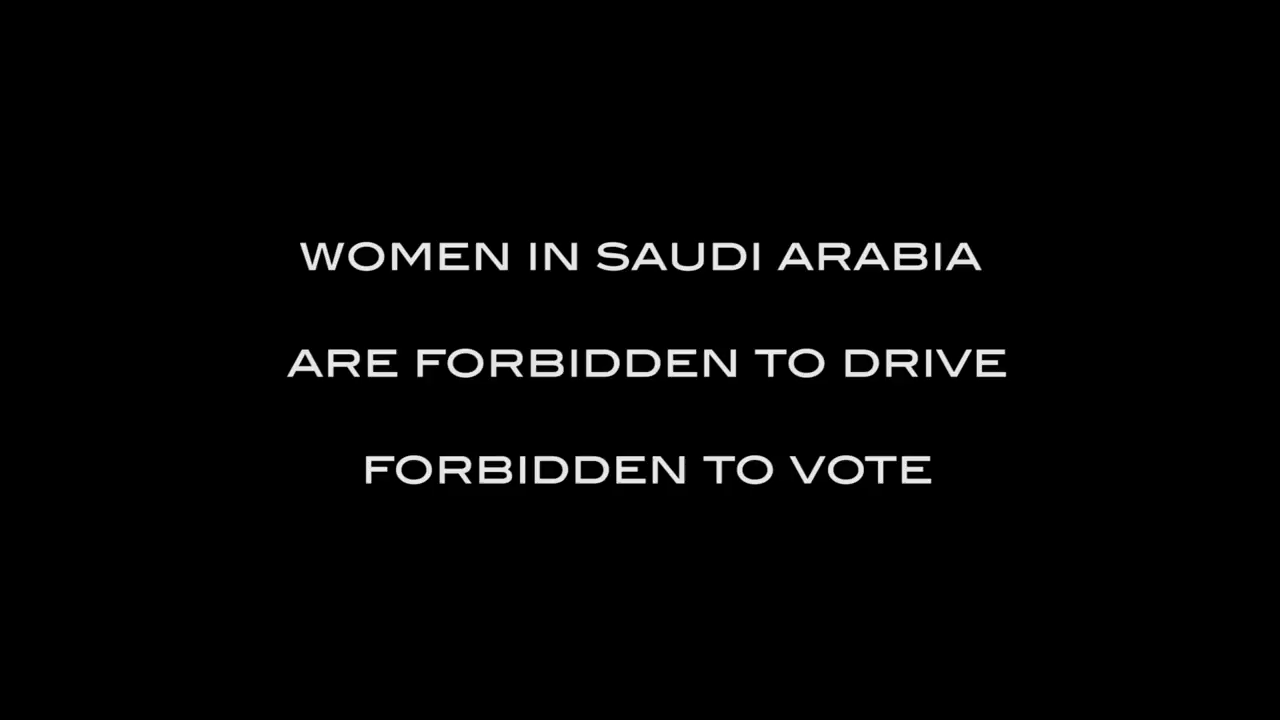 WOMEN IN SAUDI ARABIA
ARE FORBIDDEN TO DRIVE
FORBIDDEN TO VOTE